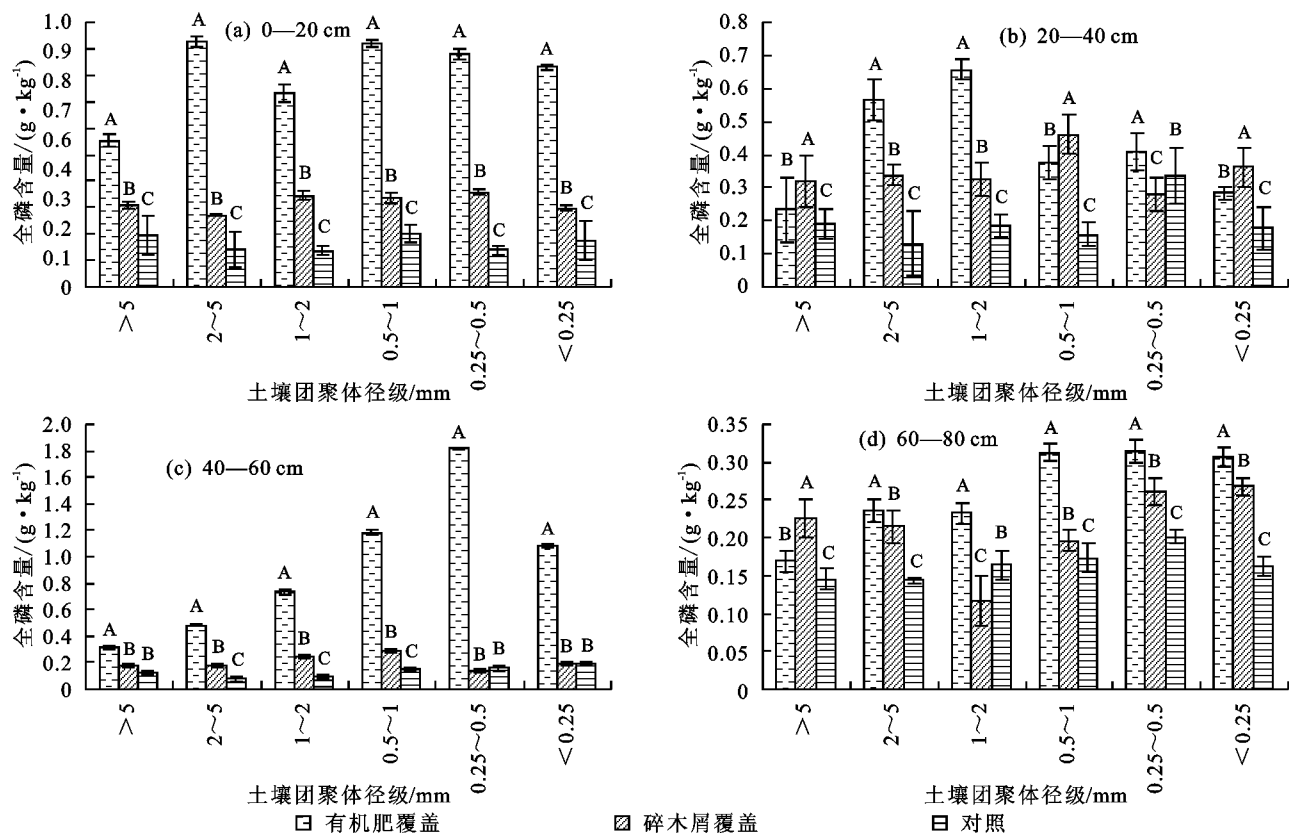 (a) 0—20 cm
全磷含量/(g·kg⁻¹)
1.0
0.9
0.8
0.7
0.6
0.4
0.3
0.2
0.1
0
A B C
A B C
A B C
A B C
A B C
A B C
>5
2~5
1~2
0.5~1
0.25~0.5
<0.25
土壤团聚体径级/mm
(b) 20—40 cm
全磷含量/(g·kg⁻¹)
0.8
0.7
0.6
0.5
0.4
0.3
0.2
0.1
0
B A C
A B C
A B C
B A C
A C B
B A C
>5
2~5
1~2
0.5~1
0.25~0.5
<0.25
土壤团聚体径级/mm
(c) 40—60 cm
全磷含量/(g·kg⁻¹)
2.0
1.8
1.6
1.4
1.2
1.0
0.8
0.6
0.4
0.2
0
A B B
A B C
A B C
A B C
A B B
A B B
>5
2~5
1~2
0.5~1
0.25~0.5
<0.25
土壤团聚体径级/mm
(d) 60—80 cm
全磷含量/(g·kg⁻¹)
0.35
0.30
0.25
0.20
0.15
0.10
0.05
0
B A C
A B C
A C B
A B C
A B C
A B C
>5
2~5
1~2
0.5~1
0.25~0.5
<0.25
土壤团聚体径级/mm
有机肥覆盖 碎木屑覆盖 对照